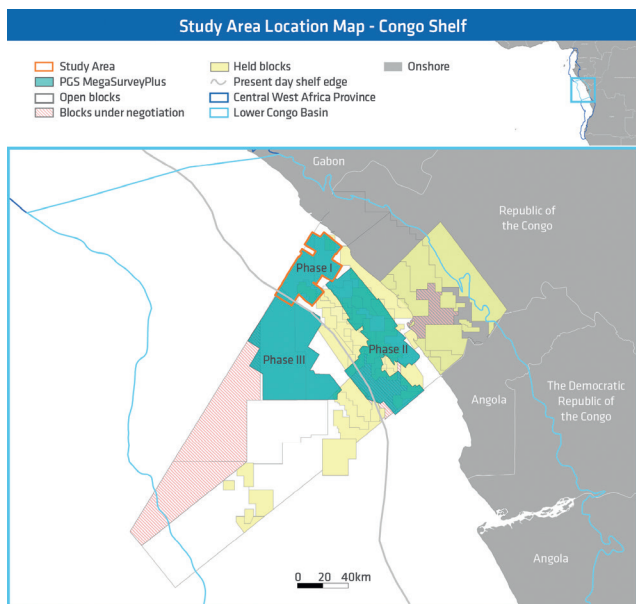 Study Area Location Map - Congo Shelf
Study Area
PGS MegaSurveyPlus
Open blocks
Blocks under negotiation
Held blocks
Present day shelf edge
Central West Africa Province
Lower Congo Basin
Onshore
Gabon
Republic of
the Congo
Phase I
Phase II
Phase III
The Democratic
Republic of
the Congo
Angola
Angola
0 20 40km